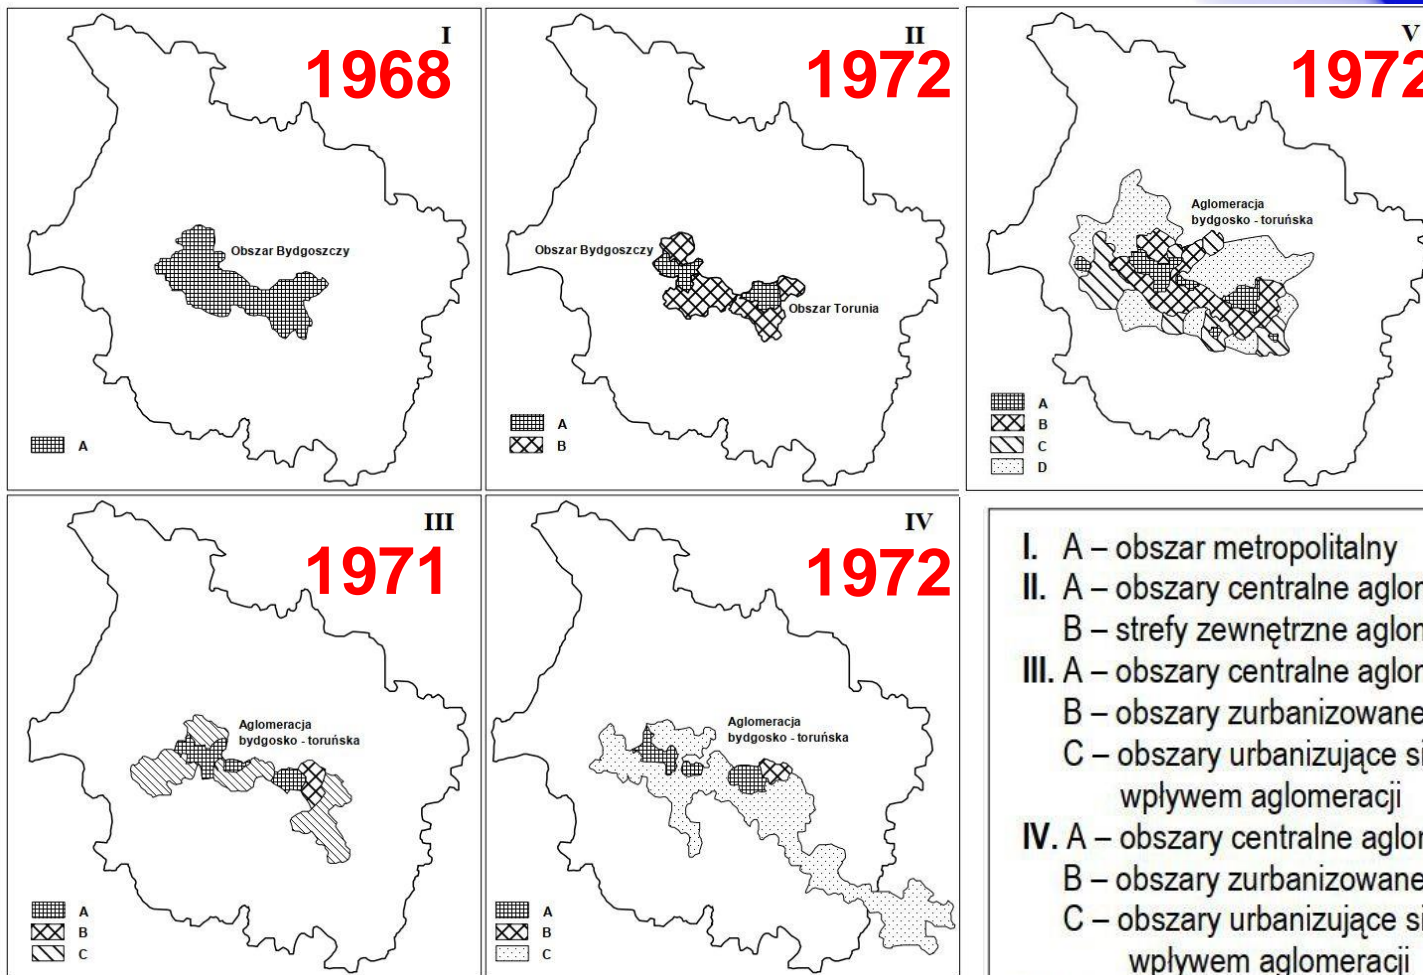 I
1968
Obszar Bydgoszczy
A
II
1972
Obszar Bydgoszczy
Obszar Torunia
A
B
V
1972
Aglomeracja
bydgosko - toruńska
A
B
C
D
III
1971
Aglomeracja
bydgosko - toruńska
A
B
C
IV
1972
Aglomeracja
bydgosko - toruńska
A
B
C
I. A – obszar metropolitalny
II. A – obszary centralne aglom
B – strefy zewnętrzne aglom
III. A – obszary centralne aglom
B – obszary zurbanizowane
C – obszary urbanizujące si
wpływem aglomeracji
IV. A – obszary centralne aglom
B – obszary zurbanizowane
C – obszary urbanizujące si
wpływem aglomeracji